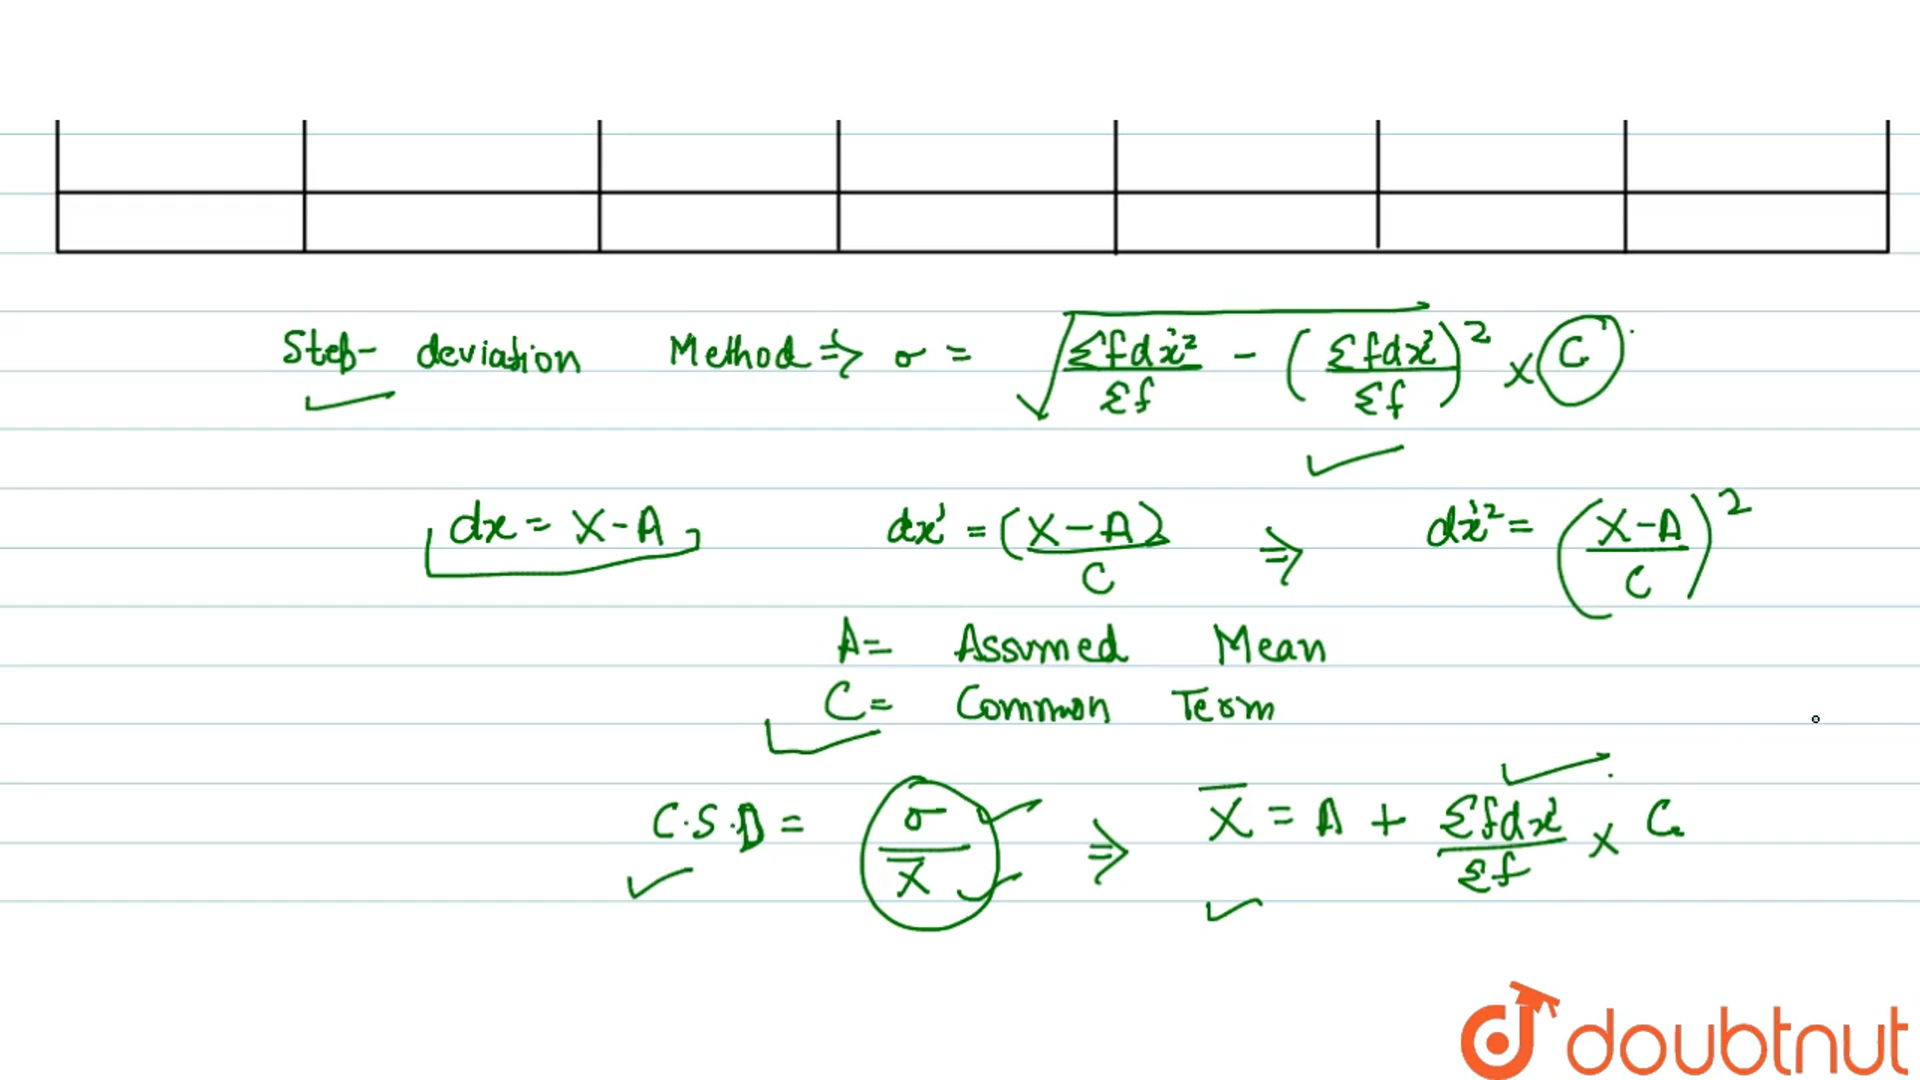 Step- deviation Method ⇒ σ = √(Σfdx'²/Σf - (Σfdx'/Σf)²) × C
dx = X-A dx' = (X-A)/C ⇒ dx'² = ((X-A)/C)²
A= Assumed Mean
C= Common Term
C.S.D = σ/X̄ ⇒ X̄ = A + Σfdx'/Σf × C
doubtnut